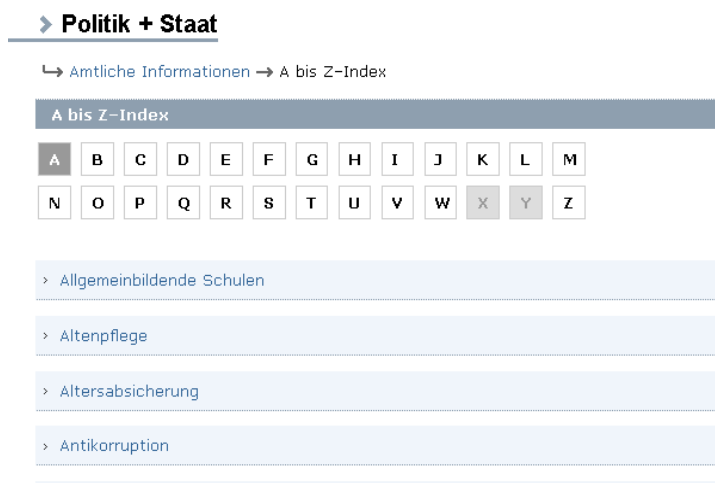 Politik + Staat
Amtliche Informationen → A bis Z-Index
A bis Z-Index
A B C D E F G H I J K L M
N O P Q R S T U V W X Y Z
Allgemeinbildende Schulen
Altenpflege
Altersabsicherung
Antikorruption